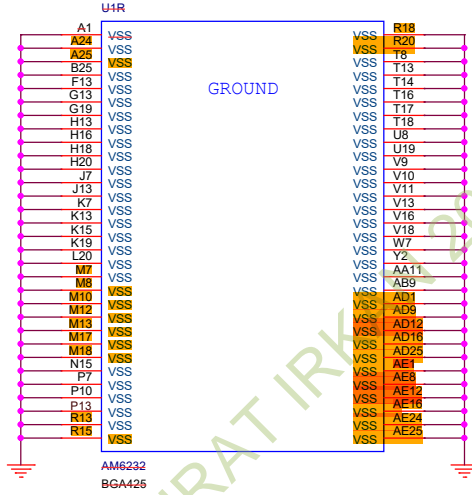 U1R
A1 VSS VSS R18
A24 VSS VSS R20
A25 VSS VSS T8
B25 VSS VSS T13
F13 VSS VSS T14
G13 VSS GROUND VSS T16
G19 VSS VSS T17
H13 VSS VSS T18
H16 VSS VSS U8
H18 VSS VSS U19
H20 VSS VSS V9
J7 VSS VSS V10
J13 VSS VSS V11
K7 VSS VSS V13
K13 VSS VSS V16
K15 VSS VSS V18
K19 VSS VSS W7
L20 VSS VSS Y2
M7 VSS VSS AA11
M8 VSS VSS AB9
M10 VSS VSS AD1
M12 VSS VSS AD9
M13 VSS VSS AD12
M17 VSS VSS AD16
M18 VSS VSS AD25
N15 VSS VSS AE1
P7 VSS VSS AE8
P10 VSS VSS AE12
P13 VSS VSS AE16
R13 VSS VSS AE24
R15 VSS VSS AE25
AM6232
BGA425